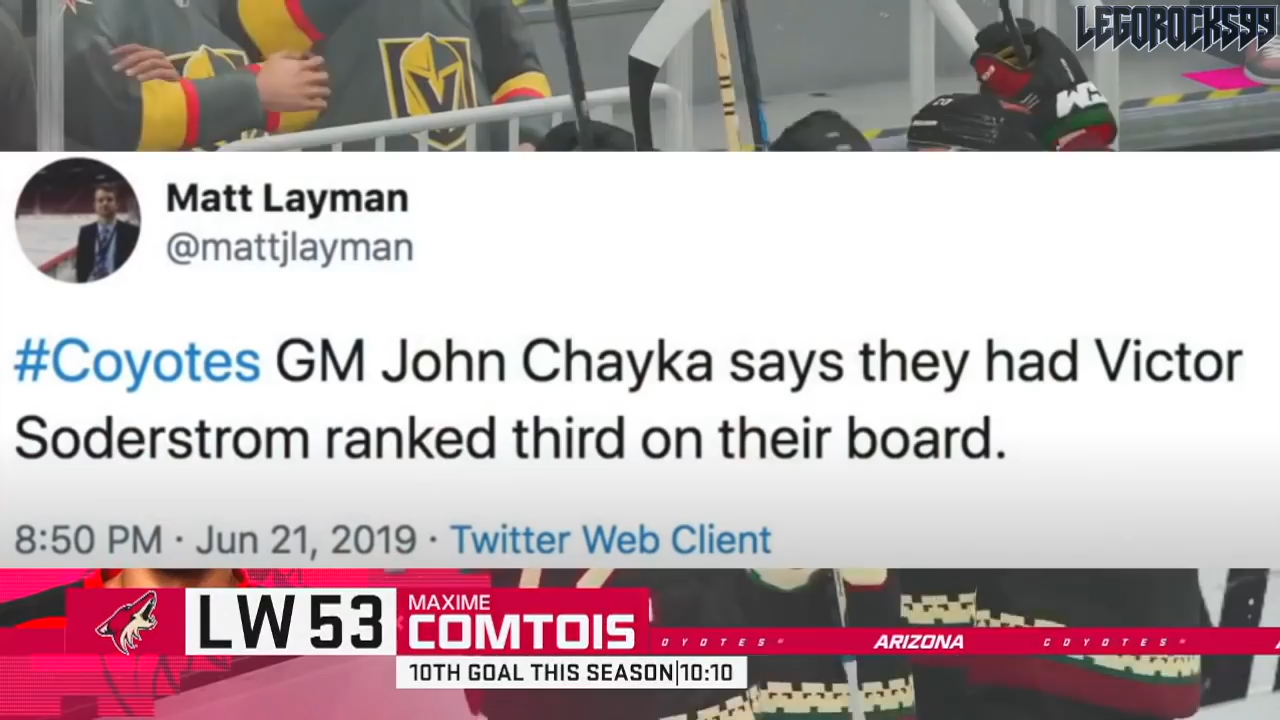 LEGOROCKS99
Matt Layman
@mattjlayman
#Coyotes GM John Chayka says they had Victor
Soderstrom ranked third on their board.
8:50 PM · Jun 21, 2019 · Twitter Web Client
LW 53
MAXIME
COMTOIS
10TH GOAL THIS SEASON|10:10
OYOTES
ARIZONA
COYOTES